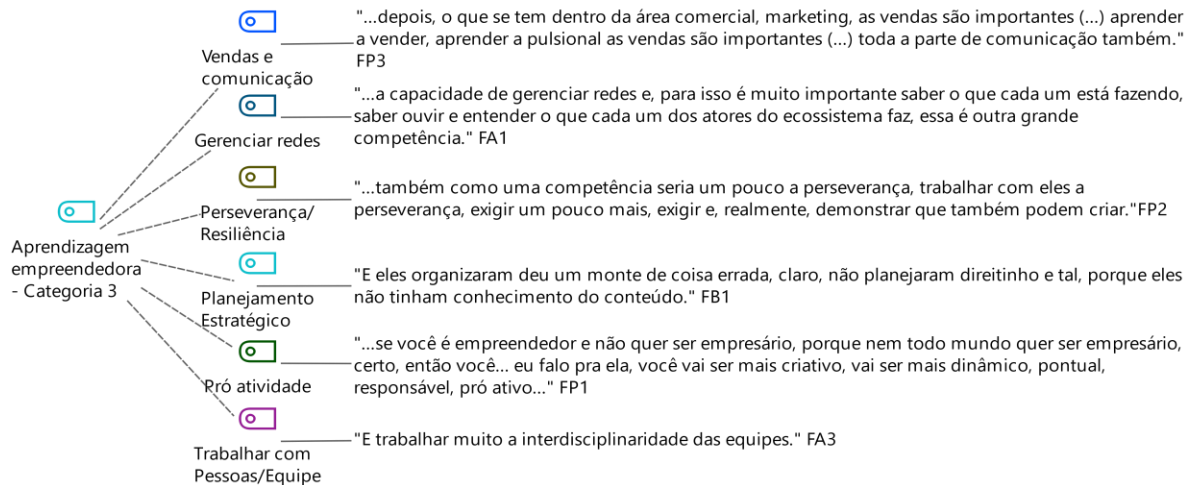 "...depois, o que se tem dentro da área comercial, marketing, as vendas são importantes (...) aprender
a vender, aprender a pulsional as vendas são importantes (...) toda a parte de comunicação também."
FP3
Vendas e
comunicação
"...a capacidade de gerenciar redes e, para isso é muito importante saber o que cada um está fazendo,
saber ouvir e entender o que cada um dos atores do ecossistema faz, essa é outra grande
competência." FA1
Gerenciar redes
"...também como uma competência seria um pouco a perseverança, trabalhar com eles a
perseverança, exigir um pouco mais, exigir e, realmente, demonstrar que também podem criar."FP2
Perseverança/
Resiliência
Aprendizagem
empreendedora
- Categoria 3
"E eles organizaram deu um monte de coisa errada, claro, não planejaram direitinho e tal, porque eles
não tinham conhecimento do conteúdo." FB1
Planejamento
Estratégico
"...se você é empreendedor e não quer ser empresário, porque nem todo mundo quer ser empresário,
certo, então você... eu falo pra ela, você vai ser mais criativo, vai ser mais dinâmico, pontual,
responsável, pró ativo..." FP1
Pró atividade
"E trabalhar muito a interdisciplinaridade das equipes." FA3
Trabalhar com
Pessoas/Equipe